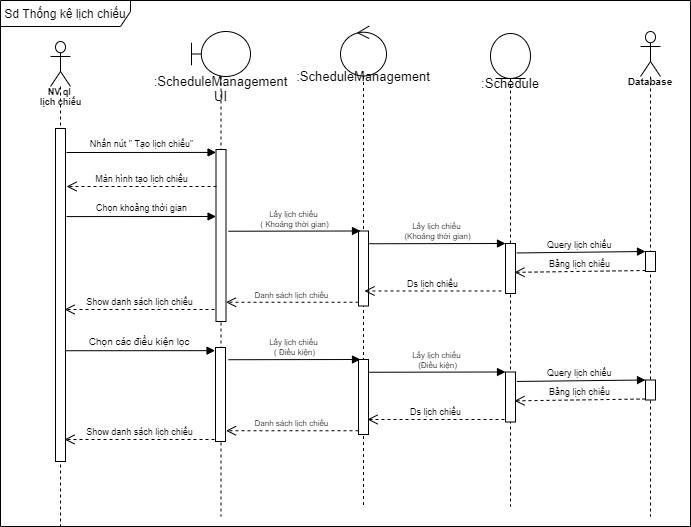 Sd Thống kê lịch chiếu
NV ql
lịch chiếu
:ScheduleManagement
UI
:ScheduleManagement
:Schedule
Database
Nhấn nút " Tạo lịch chiếu"
Màn hình tạo lịch chiếu
Chọn khoảng thời gian
Lấy lịch chiếu
( Khoảng thời gian)
Lấy lịch chiếu
(Khoảng thời gian)
Query lịch chiếu
Bảng lịch chiếu
Ds lịch chiếu
Danh sách lịch chiếu
Show danh sách lịch chiếu
Chọn các điều kiện lọc
Lấy lịch chiếu
( Điều kiện)
Lấy lịch chiếu
(Điều kiện)
Query lịch chiếu
Bảng lịch chiếu
Ds lịch chiếu
Danh sách lịch chiếu
Show danh sách lịch chiếu